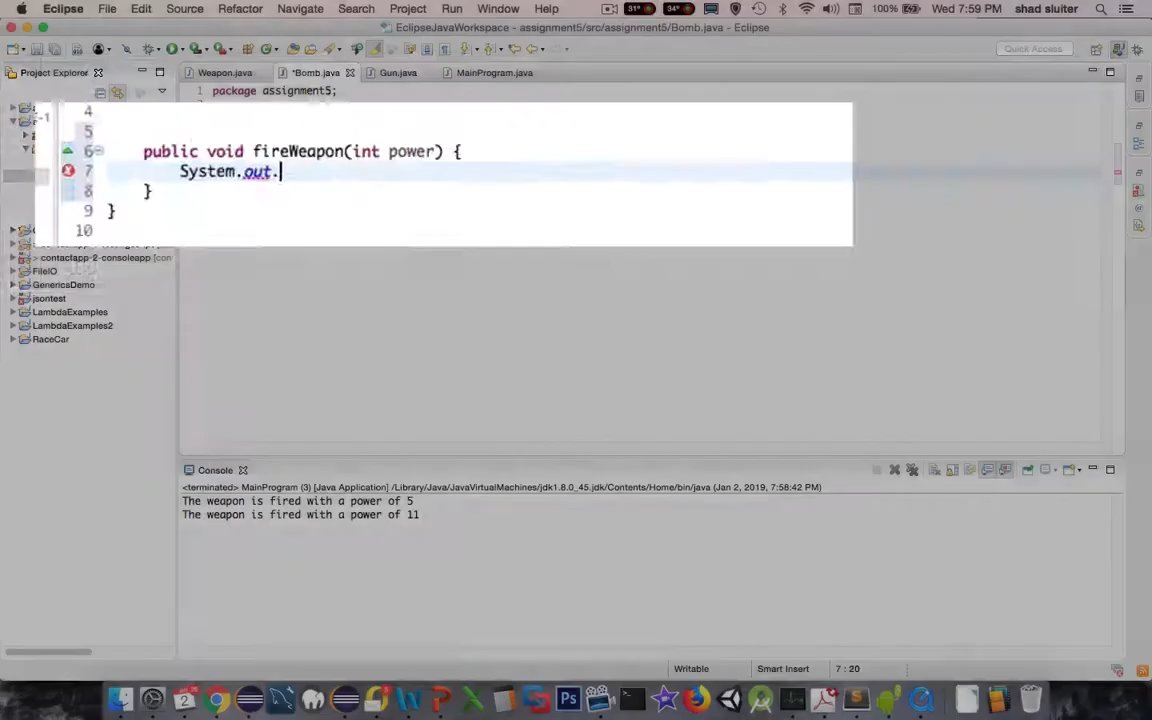 Eclipse File Edit Source Refactor Navigate Search Project Run Window Help 31° 34° 100% Wed 7:59 PM shad sluiter
EclipseJavaWorkspace - assignment5/src/assignment5/Bomb.java - Eclipse
Quick Access
Project Explorer
Weapon.java *Bomb.java Gun.java MainProgram.java
1 package assignment5;
4
5
6 public void fireWeapon(int power) {
7 System.out.
8 }
9 }
10
> contactapp-2-consoleapp [con
FileIO
GenericsDemo
jsontest
LambdaExamples
LambdaExamples2
RaceCar
Console
<terminated> MainProgram (3) [Java Application] /Library/Java/JavaVirtualMachines/jdk1.8.0_45.jdk/Contents/Home/bin/java (Jan 2, 2019, 7:58:42 PM)
The weapon is fired with a power of 5
The weapon is fired with a power of 11
Writable Smart Insert 7 : 20